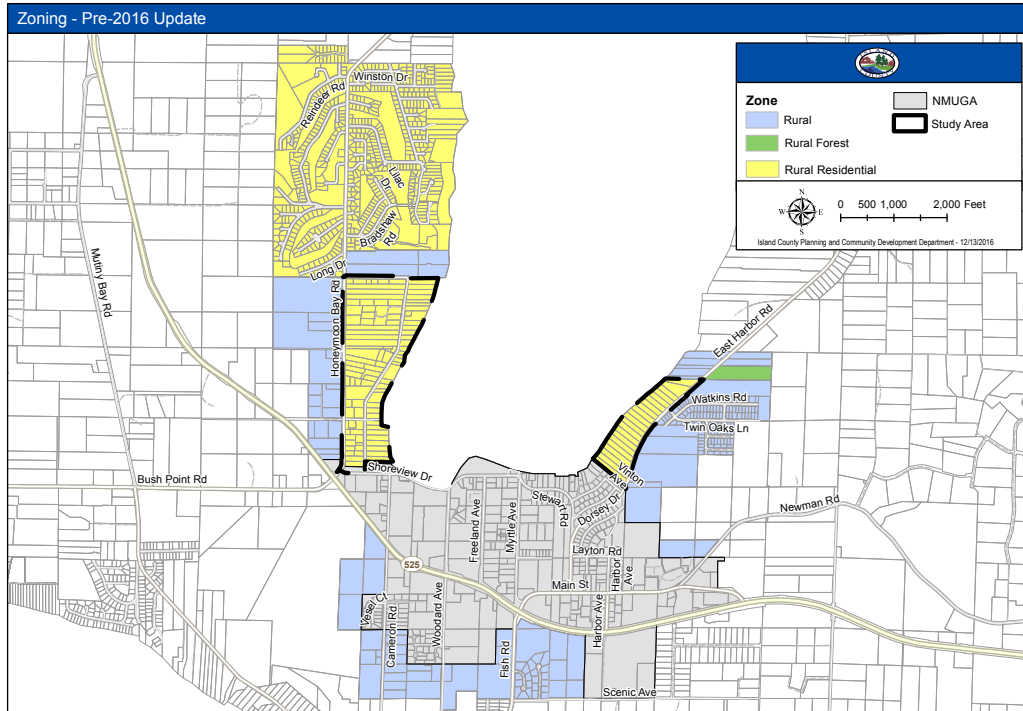 Zoning - Pre-2016 Update
Zone
Rural
Rural Forest
Rural Residential
NMUGA
Study Area
N
W E
S
0 500 1,000 2,000 Feet
Island County Planning and Community Development Department - 12/13/2016
Winston Dr
Reindeer Rd
Lilac
Dr
Bradshaw
Rd
Long Dr
Mutiny Bay Rd
Honeymoon Bay Rd
East Harbor Rd
Watkins Rd
Twin Oaks Ln
Vinton
Ave
Shoreview Dr
Bush Point Rd
Stewart Rd
Dorsey Dr
Newman Rd
Freeland Ave
Myrtle Ave
Layton Rd
525
Main St
Harbor
Ave
Harbor Ave
Vesel Ct
Cameron Rd
Woodard Ave
Fish Rd
Scenic Ave